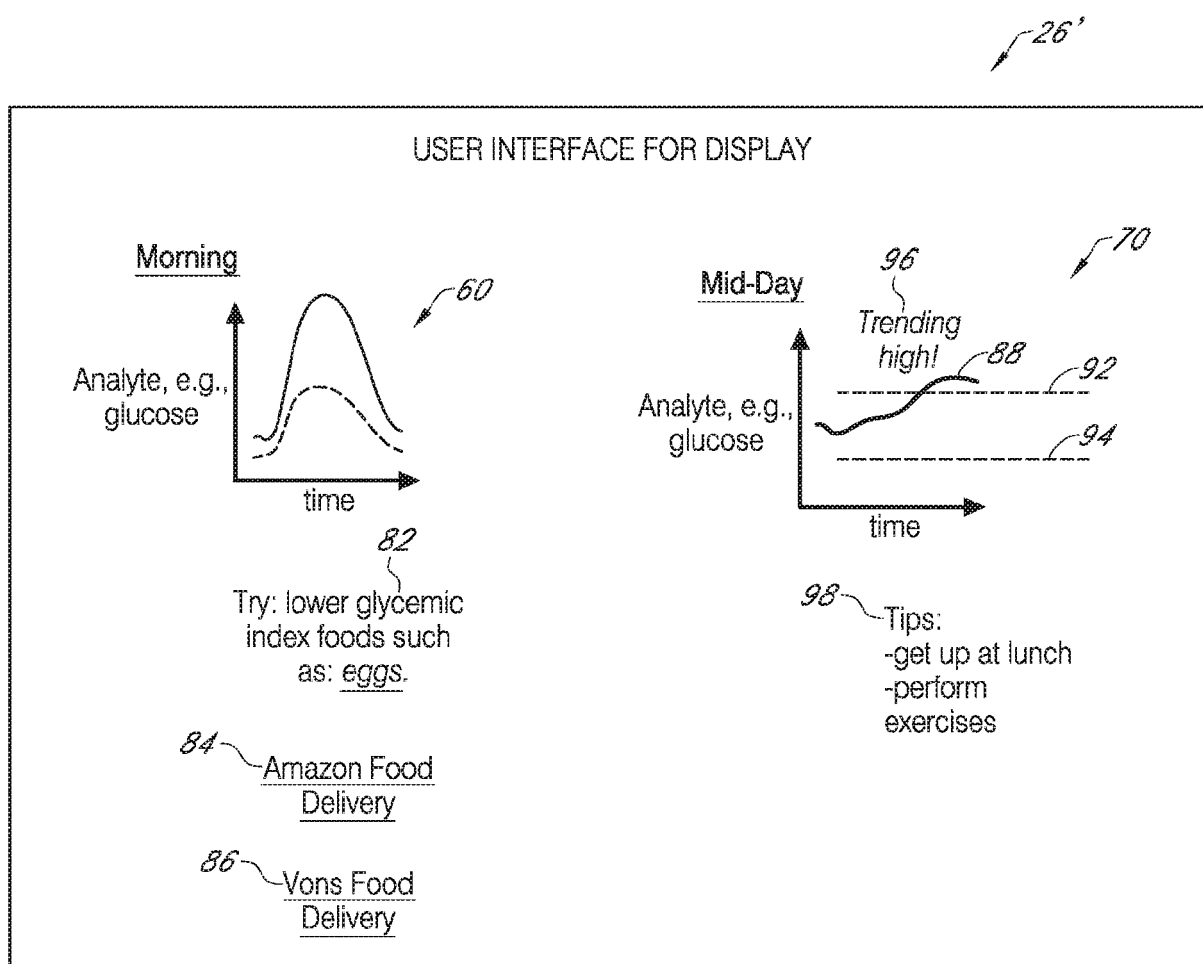 26'
USER INTERFACE FOR DISPLAY
Morning
60
Analyte, e.g.,
glucose
time
82
Try: lower glycemic
index foods such
as: eggs.
84
Amazon Food
Delivery
86
Vons Food
Delivery
70
Mid-Day
96
Trending
high!
88
92
Analyte, e.g.,
glucose
94
time
98
Tips:
-get up at lunch
-perform
exercises